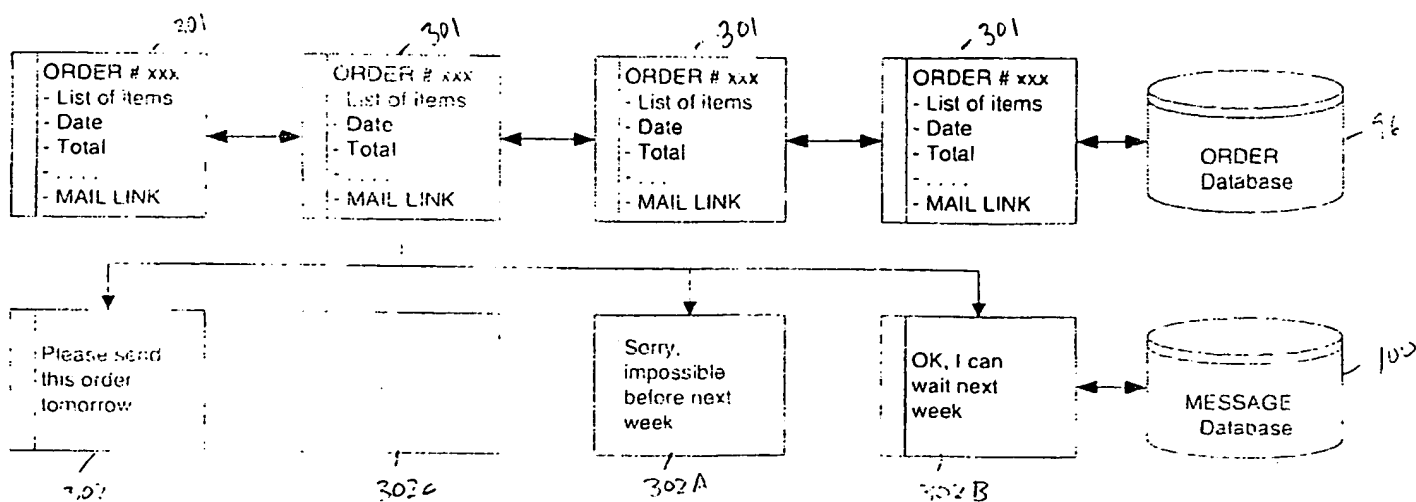 301
301
301
301
ORDER # xxx
- List of items
- Date
- Total
- . . . .
- MAIL LINK
ORDER # xxx
- List of items
- Date
- Total
- . . . .
- MAIL LINK
ORDER # xxx
- List of items
- Date
- Total
- . . . .
- MAIL LINK
ORDER # xxx
- List of items
- Date
- Total
- . . . .
- MAIL LINK
ORDER
Database
Please send
this order
tomorrow
Sorry,
impossible
before next
week
OK, I can
wait next
week
MESSAGE
Database
100
302
302C
302A
302B